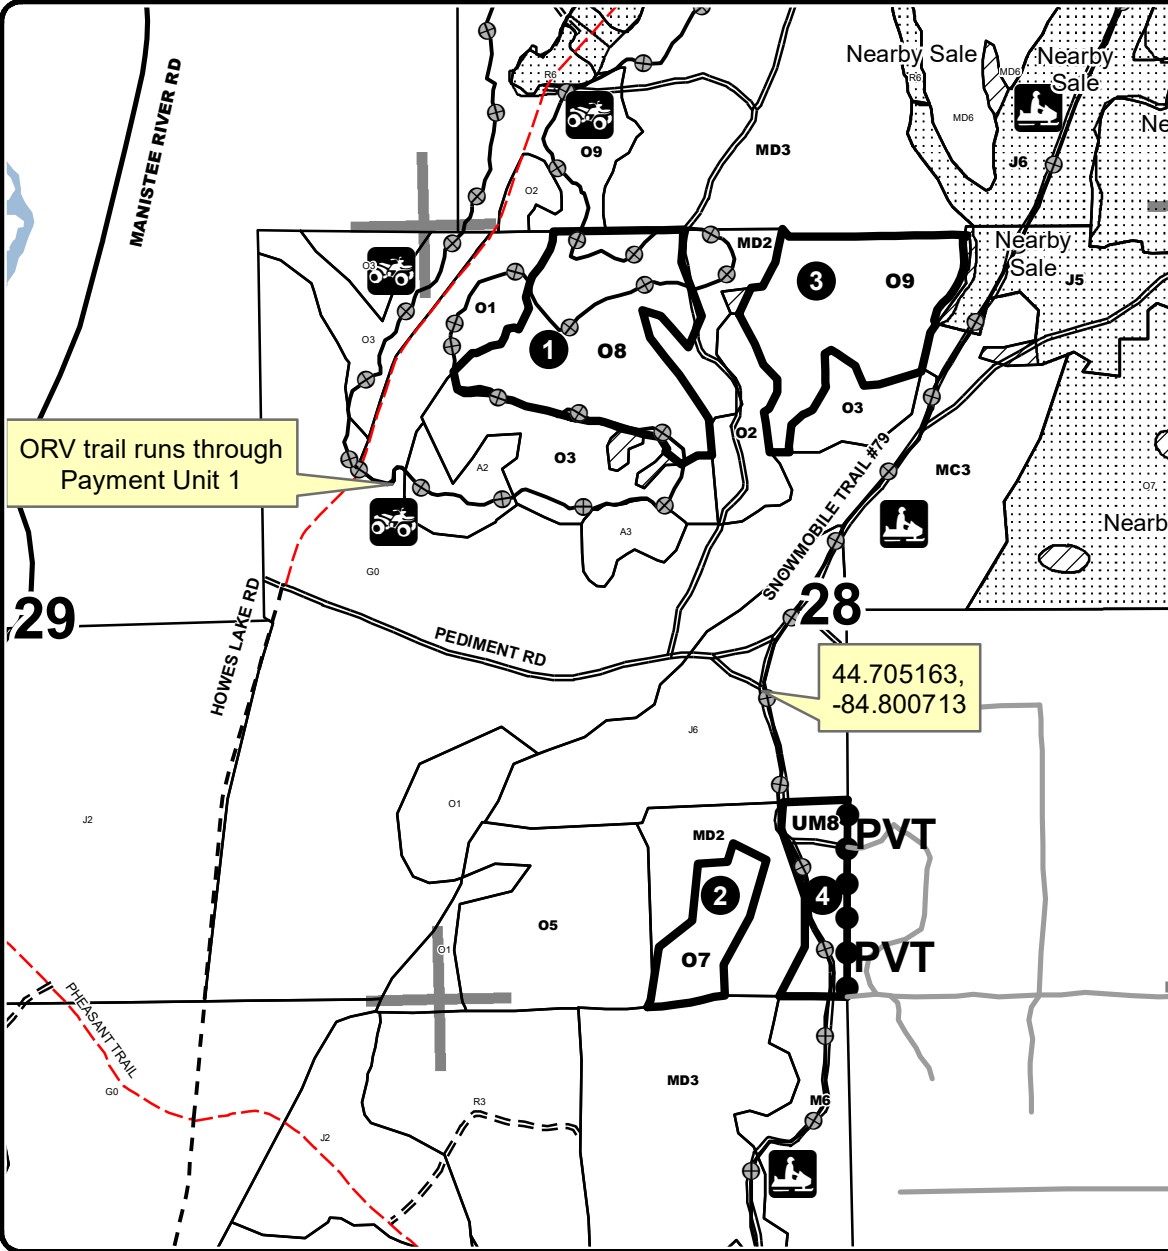 Nearby Sale
Nearby
Sale
Ne
R6
R6
MD6
MD6
MANISTEE RIVER RD
O9
MD3
J6
O2
MD2
Nearby
Sale
J5
O3
3
O9
O1
O3
1
O8
O3
O2
ORV trail runs through
Payment Unit 1
A2
O3
MC3
O7
SNOWMOBILE TRAIL #79
Nearb
A3
G0
29
28
HOWES LAKE RD
PEDIMENT RD
44.705163,
-84.800713
J6
O1
J2
UM8
PVT
MD2
2
4
O5
O1
O7
PVT
PHEASANT TRAIL
MD3
G0
R3
M6
J2